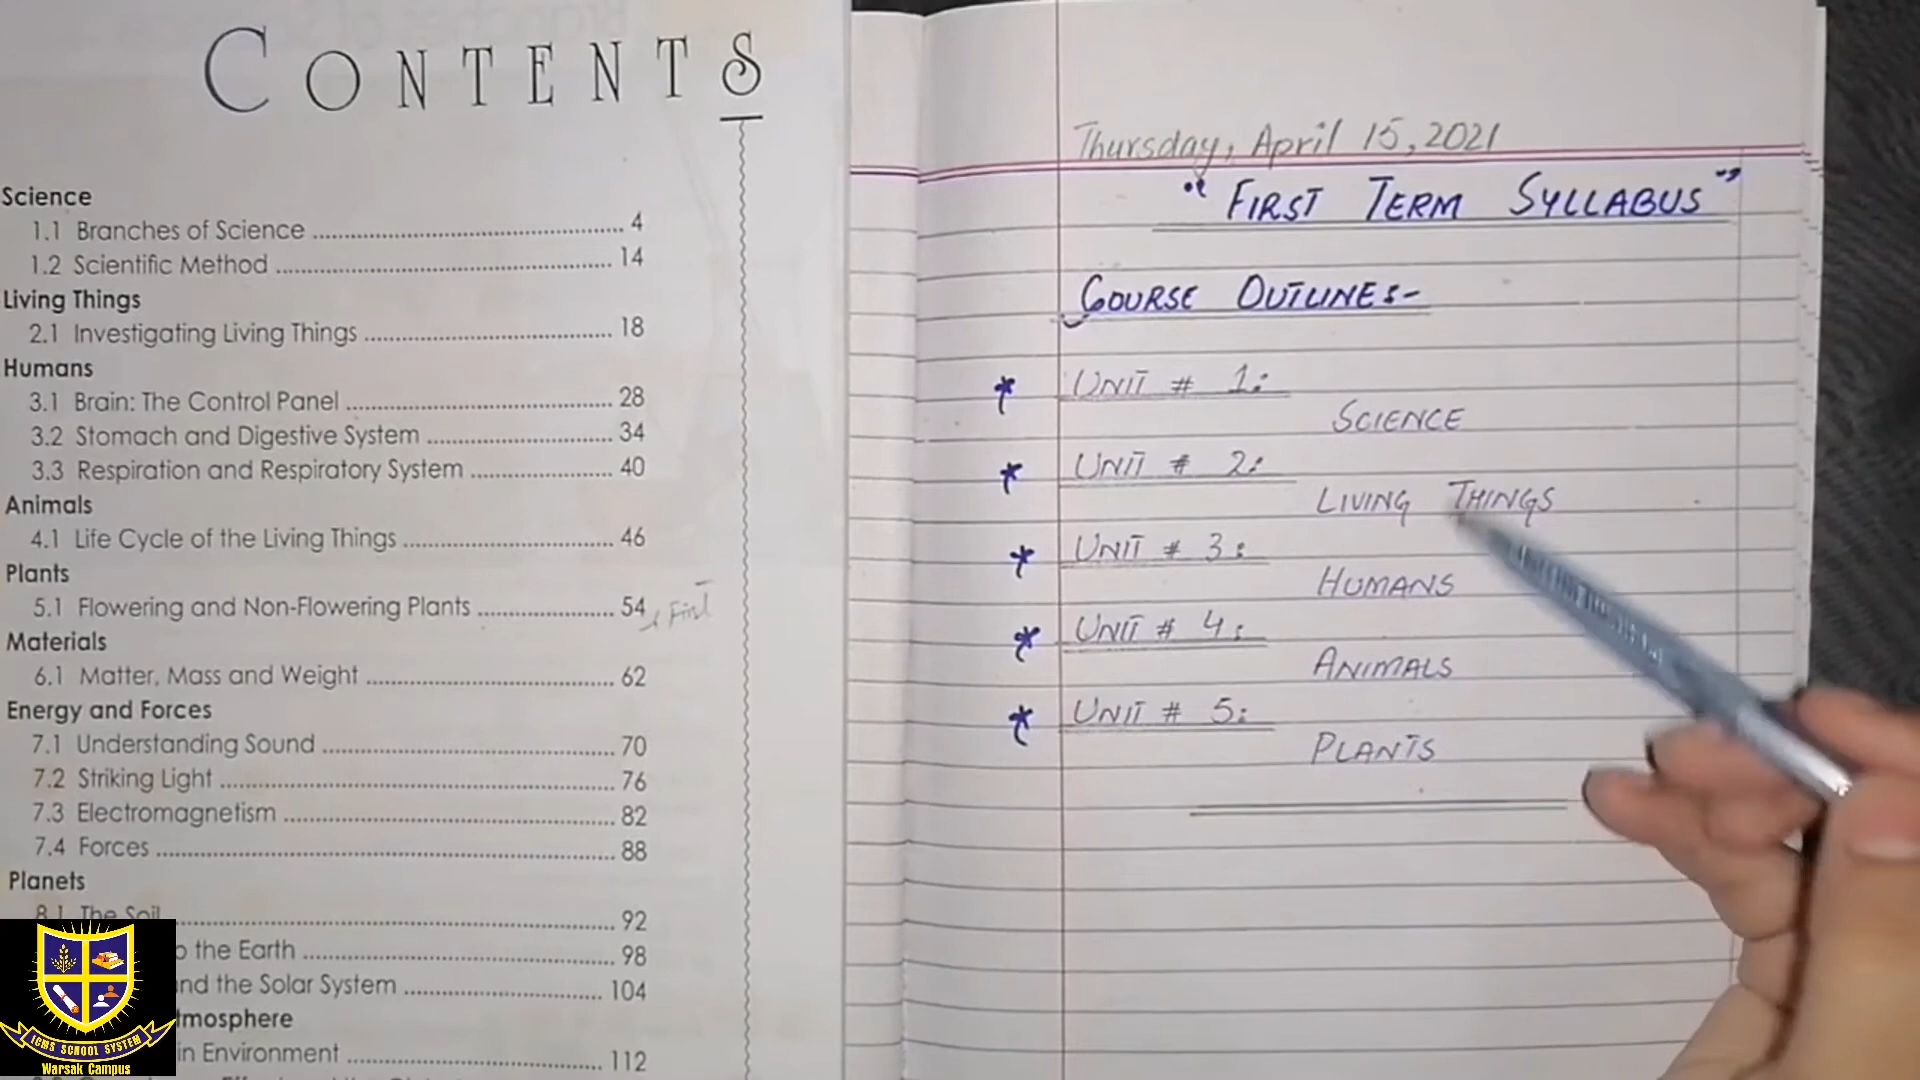 CONTENTS
Science
1.1 Branches of Science ........ 4
1.2 Scientific Method ........ 14
Living Things
2.1 Investigating Living Things ........ 18
Humans
3.1 Brain: The Control Panel ........ 28
3.2 Stomach and Digestive System ........ 34
3.3 Respiration and Respiratory System ........ 40
Animals
4.1 Life Cycle of the Living Things ........ 46
Plants
5.1 Flowering and Non-Flowering Plants ........ 54 First
Materials
6.1 Matter, Mass and Weight ........ 62
Energy and Forces
7.1 Understanding Sound ........ 70
7.2 Striking Light ........ 76
7.3 Electromagnetism ........ 82
7.4 Forces ........ 88
Planets
8.1 The Soil ........ 92
the Earth ........ 98
nd the Solar System ........ 104
tmosphere
in Environment ........ 112
ICMS SCHOOL SYSTEM
Warsak Campus
Thursday, April 15, 2021
"FIRST TERM SYLLABUS"
COURSE OUTLINES-
* UNIT # 1:
SCIENCE
* UNIT # 2:
LIVING THINGS
* UNIT # 3:
HUMANS
* UNIT # 4:
ANIMALS
* UNIT # 5:
PLANTS